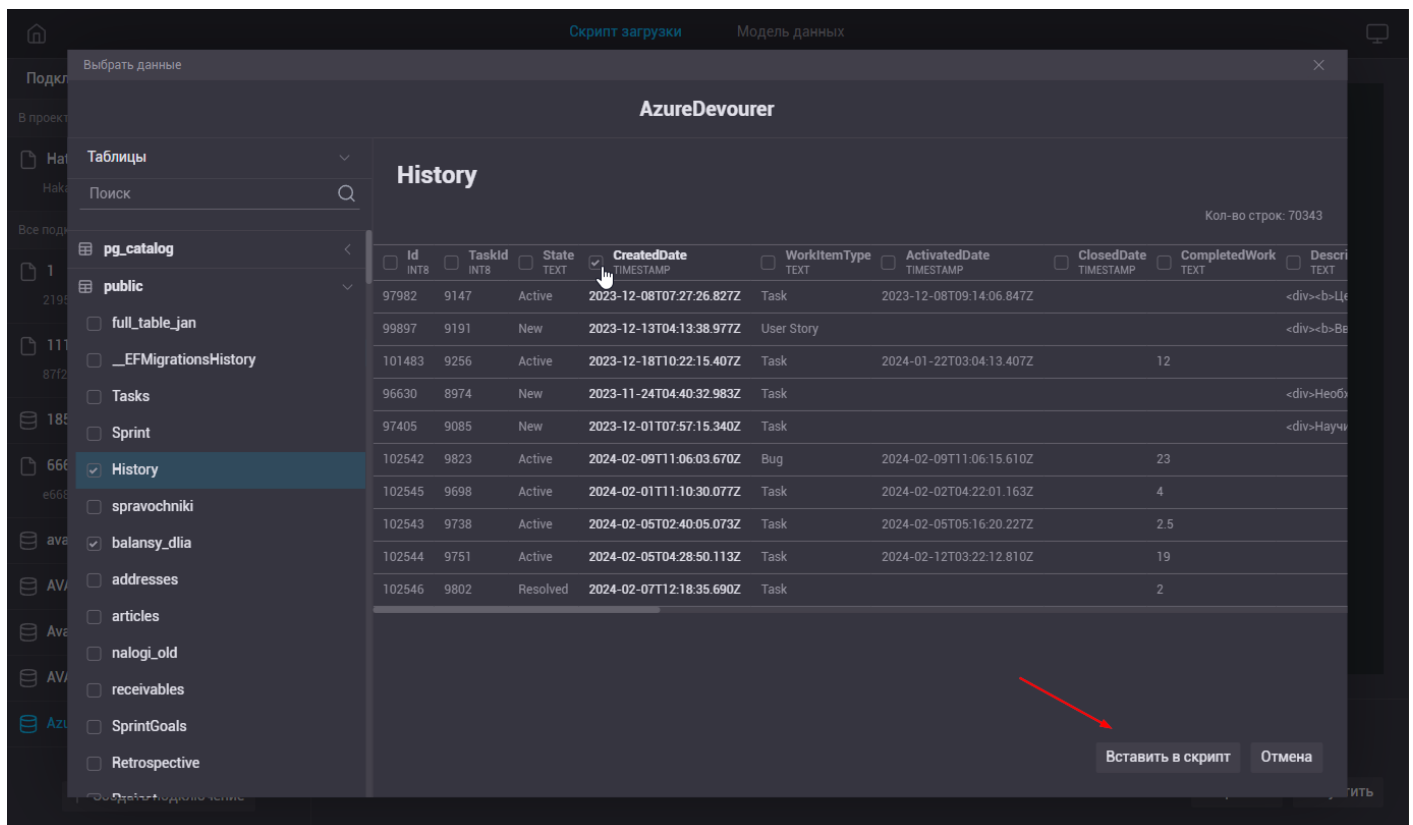 Скрипт загрузки Модель данных
Выбрать данные
AzureDevourer
Таблицы
Поиск
pg_catalog
public
full_table_jan
__EFMigrationsHistory
Tasks
Sprint
History
spravochniki
balansy_dlia
addresses
articles
nalogi_old
receivables
SprintGoals
Retrospective
History
Кол-во строк: 70343
Id TaskId State CreatedDate WorkItemType ActivatedDate ClosedDate CompletedWork Descri
INT8 INT8 TEXT TIMESTAMP TEXT TIMESTAMP TIMESTAMP TEXT TEXT
97982 9147 Active 2023-12-08T07:27:26.827Z Task 2023-12-08T09:14:06.847Z <div><b>Це
99897 9191 New 2023-12-13T04:13:38.977Z User Story <div><b>Вв
101483 9256 Active 2023-12-18T10:22:15.407Z Task 2024-01-22T03:04:13.407Z 12
96630 8974 New 2023-11-24T04:40:32.983Z Task <div>Необх
97405 9085 New 2023-12-01T07:57:15.340Z Task <div>Научи
102542 9823 Active 2024-02-09T11:06:03.670Z Bug 2024-02-09T11:06:15.610Z 23
102545 9698 Active 2024-02-01T11:10:30.077Z Task 2024-02-02T04:22:01.163Z 4
102543 9738 Active 2024-02-05T02:40:05.073Z Task 2024-02-05T05:16:20.227Z 2.5
102544 9751 Active 2024-02-05T04:28:50.113Z Task 2024-02-12T03:22:12.810Z 19
102546 9802 Resolved 2024-02-07T12:18:35.690Z Task 2
Вставить в скрипт Отмена